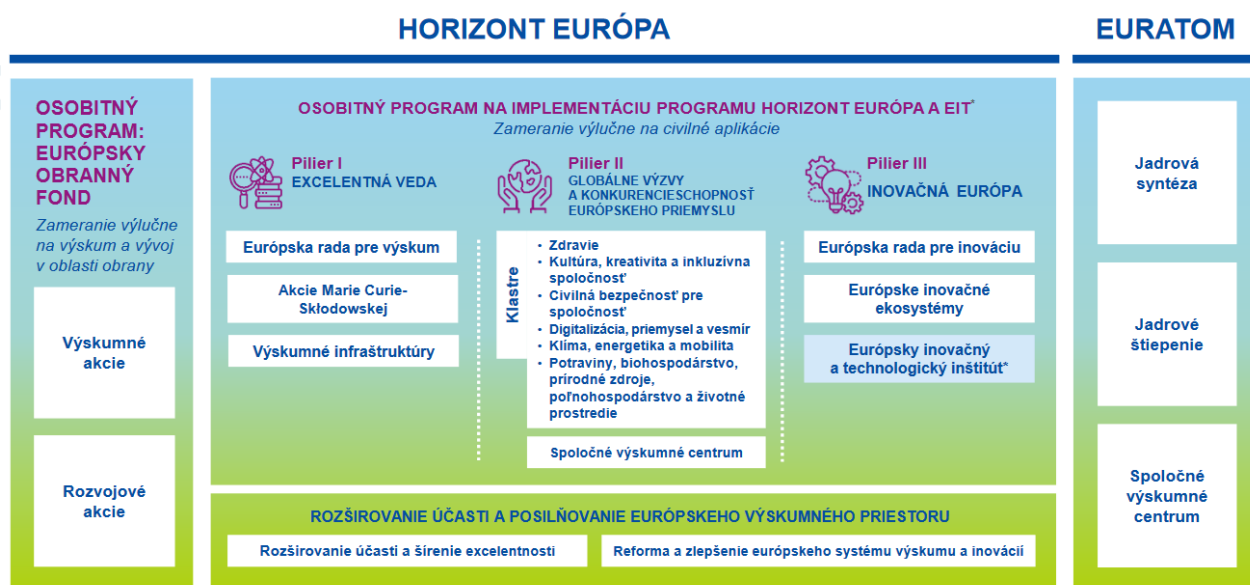 HORIZONT EURÓPA
EURATOM
OSOBITNÝ
PROGRAM:
EURÓPSKY
OBRANNÝ
FOND
Zameranie výlučne
na výskum a vývoj
v oblasti obrany
Výskumné
akcie
Rozvojové
akcie
OSOBITNÝ PROGRAM NA IMPLEMENTÁCIU PROGRAMU HORIZONT EURÓPA A EIT*
Zameranie výlučne na civilné aplikácie
Pilier I
EXCELENTNÁ VEDA
Európska rada pre výskum
Akcie Marie Curie-
Skłodowskej
Výskumné infraštruktúry
Pilier II
GLOBÁLNE VÝZVY
A KONKURENCIESCHOPNOSŤ
EURÓPSKEHO PRIEMYSLU
Klastre
• Zdravie
• Kultúra, kreativita a inkluzívna
spoločnosť
• Civilná bezpečnosť pre
spoločnosť
• Digitalizácia, priemysel a vesmír
• Klíma, energetika a mobilita
• Potraviny, biohospodárstvo,
prírodné zdroje,
poľnohospodárstvo a životné
prostredie
Spoločné výskumné centrum
Pilier III
INOVAČNÁ EURÓPA
Európska rada pre inováciu
Európske inovačné
ekosystémy
Európsky inovačný
a technologický inštitút*
ROZŠIROVANIE ÚČASTI A POSILŇOVANIE EURÓPSKEHO VÝSKUMNÉHO PRIESTORU
Rozširovanie účasti a šírenie excelentnosti
Reforma a zlepšenie európskeho systému výskumu a inovácií
Jadrová
syntéza
Jadrové
štiepenie
Spoločné
výskumné
centrum